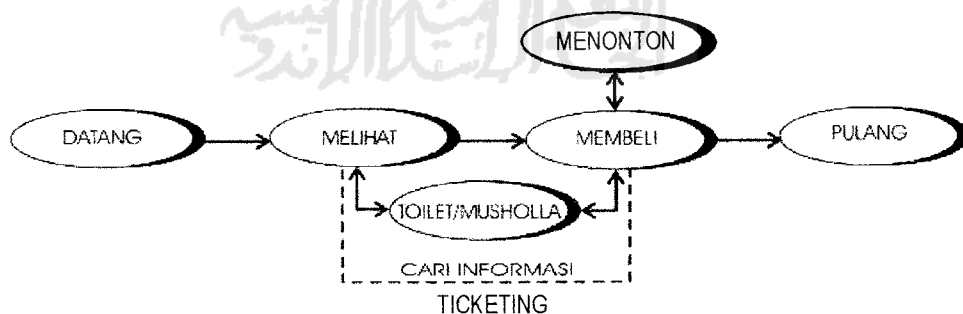 MENONTON
DATANG
MELIHAT
MEMBELI
PULANG
TOILET/MUSHOLLA
CARI INFORMASI
TICKETING